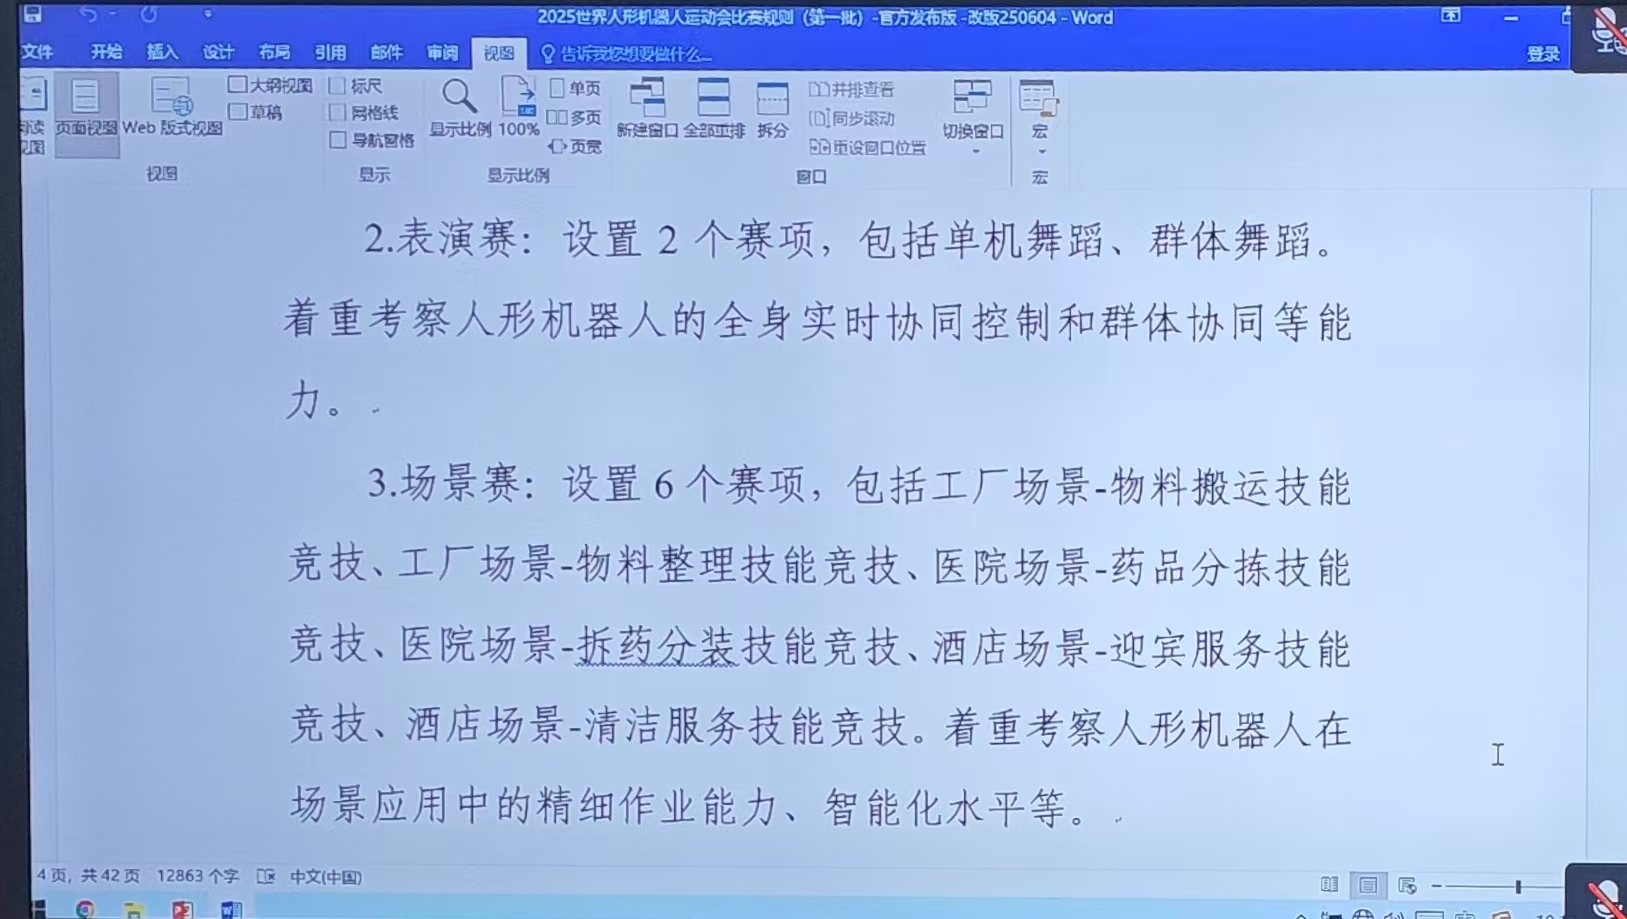 2025世界人形机器人运动会比赛规则（第一批）-官方发布版 -改版250604 - Word
文件 开始 插入 设计 布局 引用 邮件 审阅 视图 告诉我您想要做什么...
登录
页面视图 Web 版式视图 大纲视图 草稿
视图
标尺 网格线 导航窗格
显示
显示比例 100% 单页 多页 页宽
显示比例
新建窗口 全部重排 拆分 并排查看 同步滚动 重设窗口位置 切换窗口
窗口
宏
宏
2.表演赛：设置 2 个赛项，包括单机舞蹈、群体舞蹈。
着重考察人形机器人的全身实时协同控制和群体协同等能
力。
3.场景赛：设置 6 个赛项，包括工厂场景-物料搬运技能
竞技、工厂场景-物料整理技能竞技、医院场景-药品分拣技能
竞技、医院场景-拆药分装技能竞技、酒店场景-迎宾服务技能
竞技、酒店场景-清洁服务技能竞技。着重考察人形机器人在
场景应用中的精细作业能力、智能化水平等。
4 页，共 42 页 12863 个字 中文(中国)